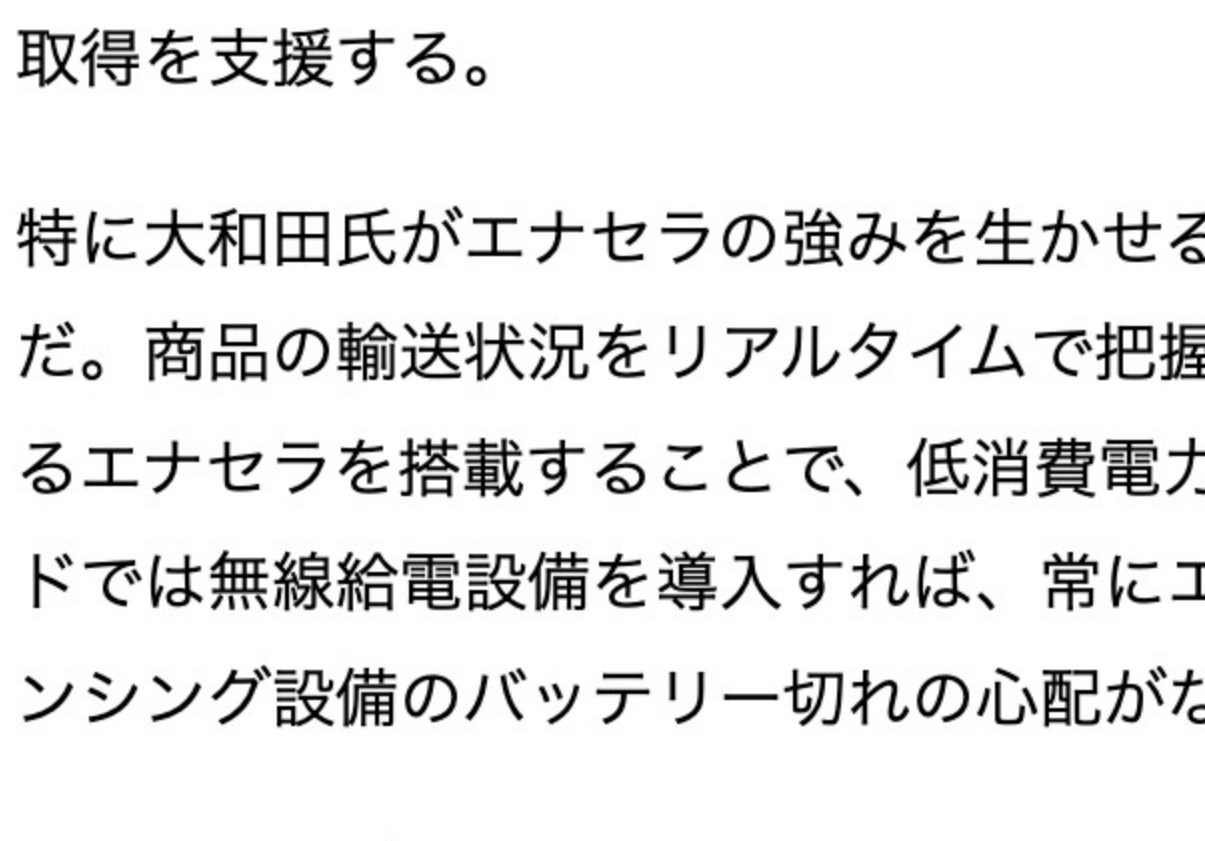 取得を支援する。
特に大和田氏がエナセラの強みを生かせる
だ。商品の輸送状況をリアルタイムで把握
るエナセラを搭載することで、低消費電力
ドでは無線給電設備を導入すれば、常にエ
ンシング設備のバッテリー切れの心配がな